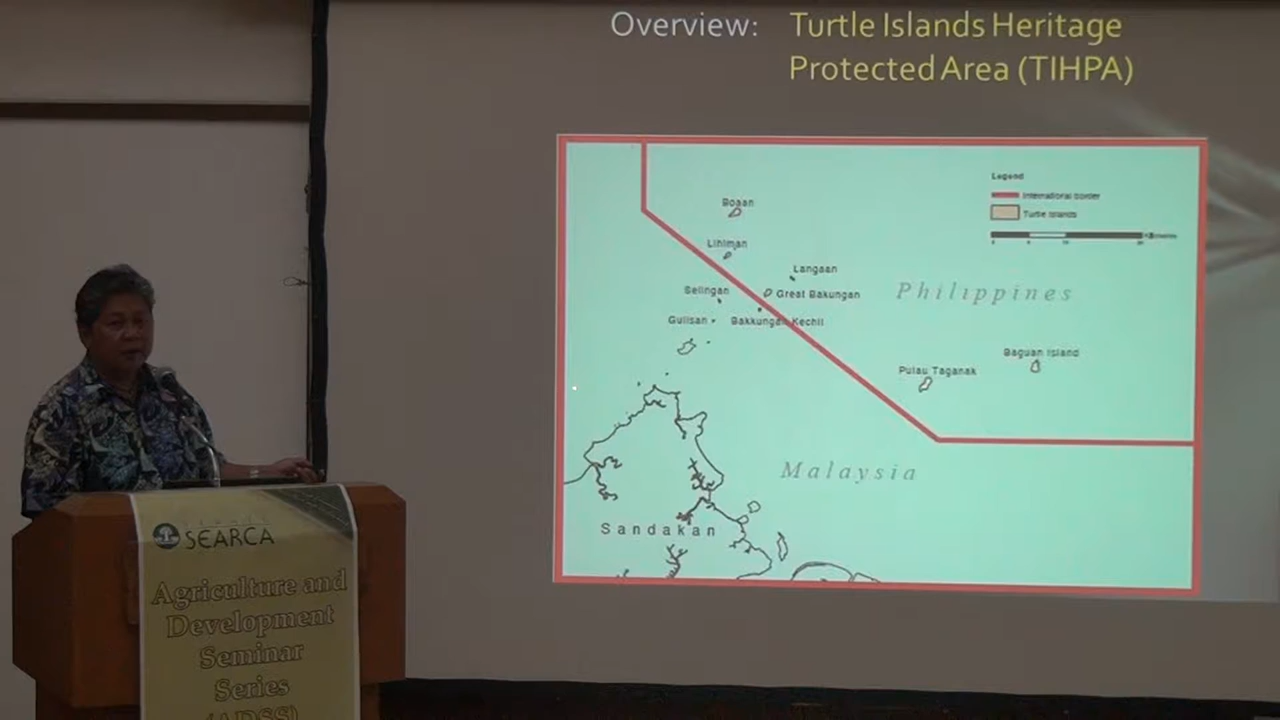 Overview: Turtle Islands Heritage
Protected Area (TIHPA)
Legend
International border
Turtle Islands
Boaan
Lihiman
Langaan
Selingan
Great Bakungan
Philippines
Gulisan
Bakkungan Kechil
Baguan Island
Pulau Taganak
Malaysia
Sandakan
SEARCA
Agriculture and
Development
Seminar
Series
(ADSS)